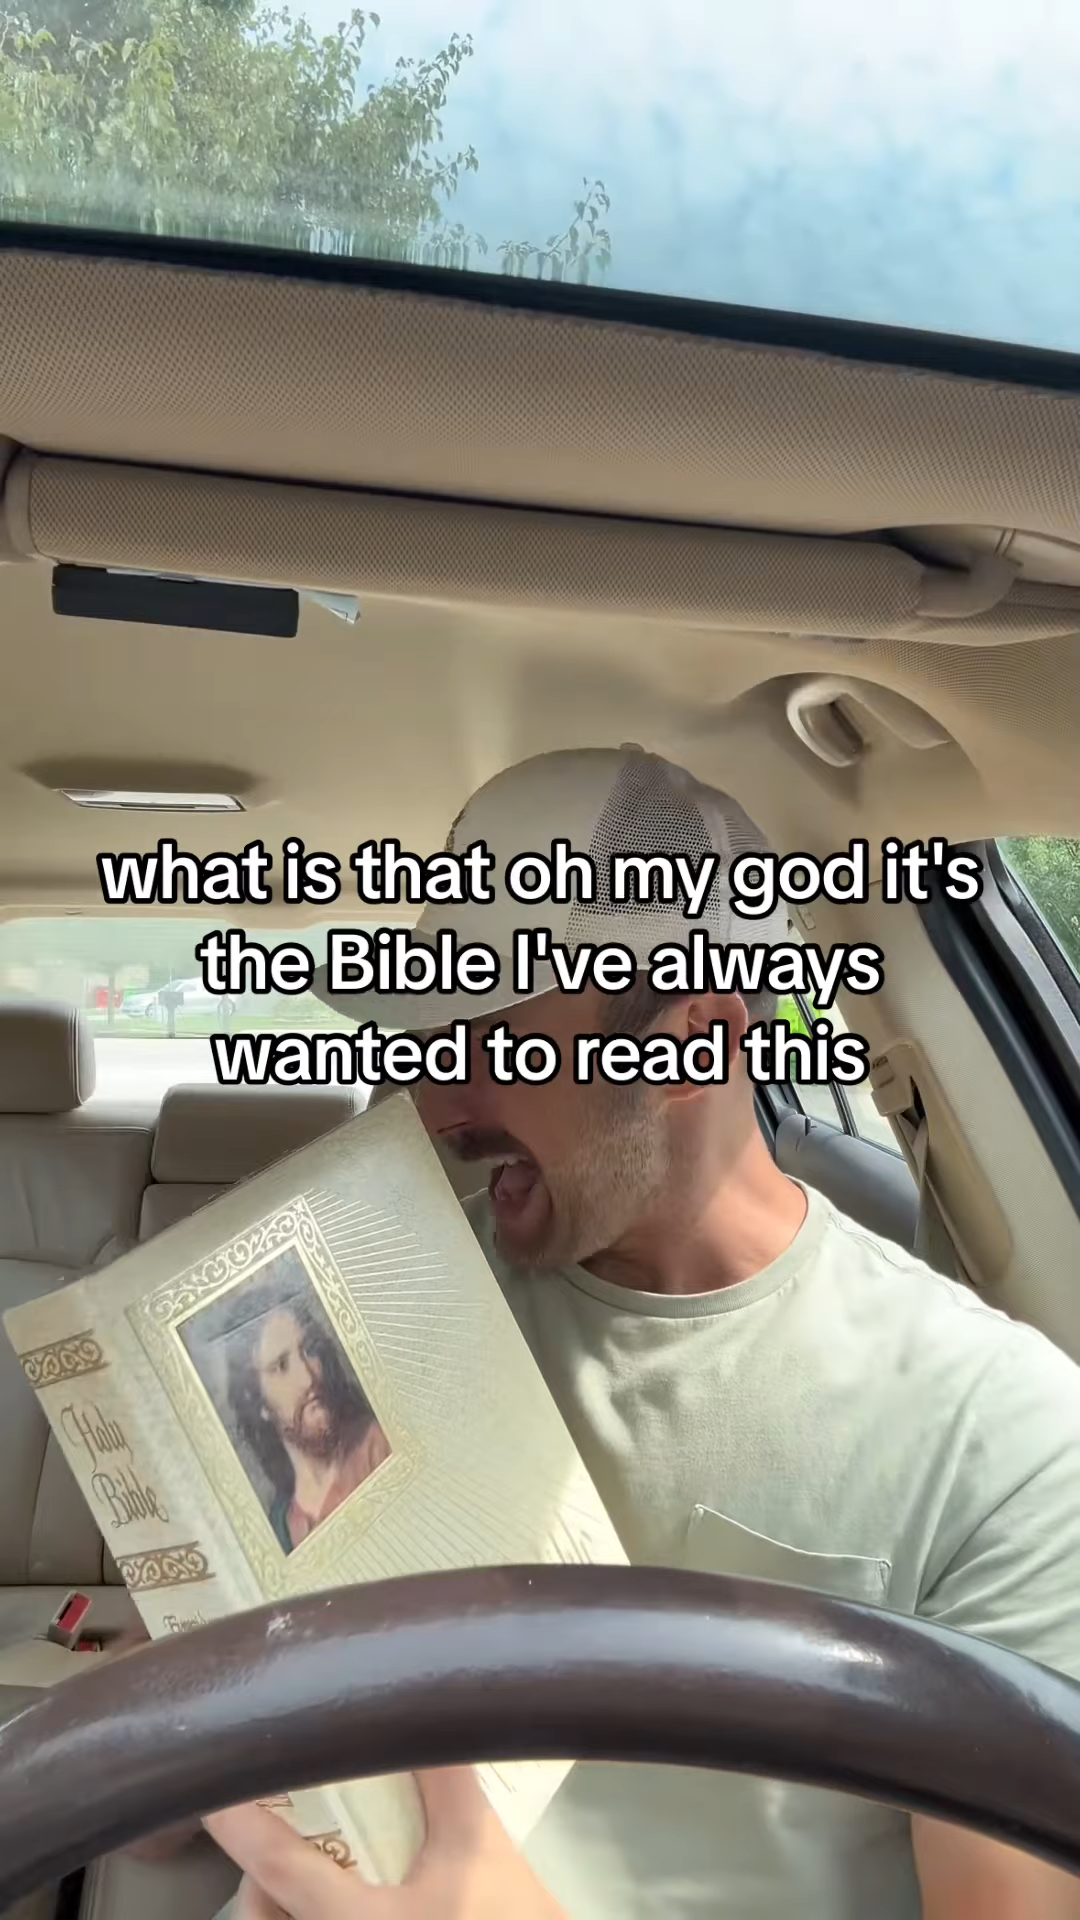 what is that oh my god it's
the Bible I've always
wanted to read this
Holy
Bible